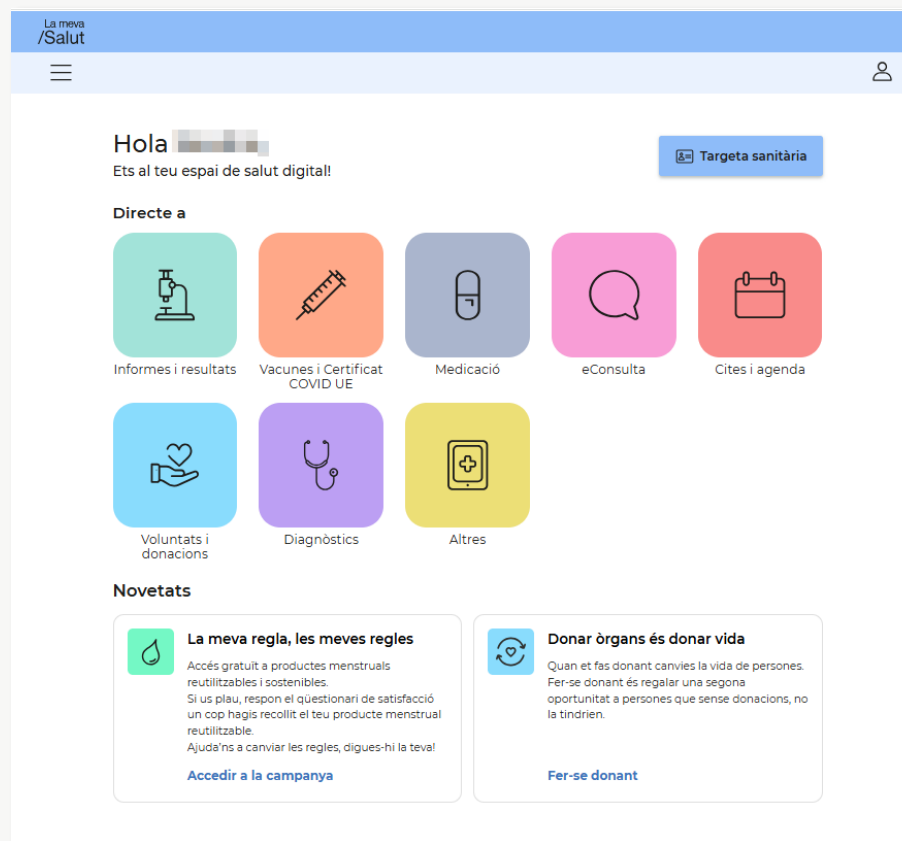 La meva
/Salut
Hola
Ets al teu espai de salut digital!
Targeta sanitària
Directe a
Informes i resultats
Vacunes i Certificat
COVID UE
Medicació
eConsulta
Cites i agenda
Voluntats i
donacions
Diagnòstics
Altres
Novetats
La meva regla, les meves regles
Accés gratuït a productes menstruals
reutilitzables i sostenibles.
Si us plau, respon el qüestionari de satisfacció
un cop hagis recollit el teu producte menstrual
reutilitzable.
Ajuda'ns a canviar les regles, digues-hi la teva!
Accedir a la campanya
Donar òrgans és donar vida
Quan et fas donant canvies la vida de persones.
Fer-se donant és regalar una segona
oportunitat a persones que sense donacions, no
la tindrien.
Fer-se donant